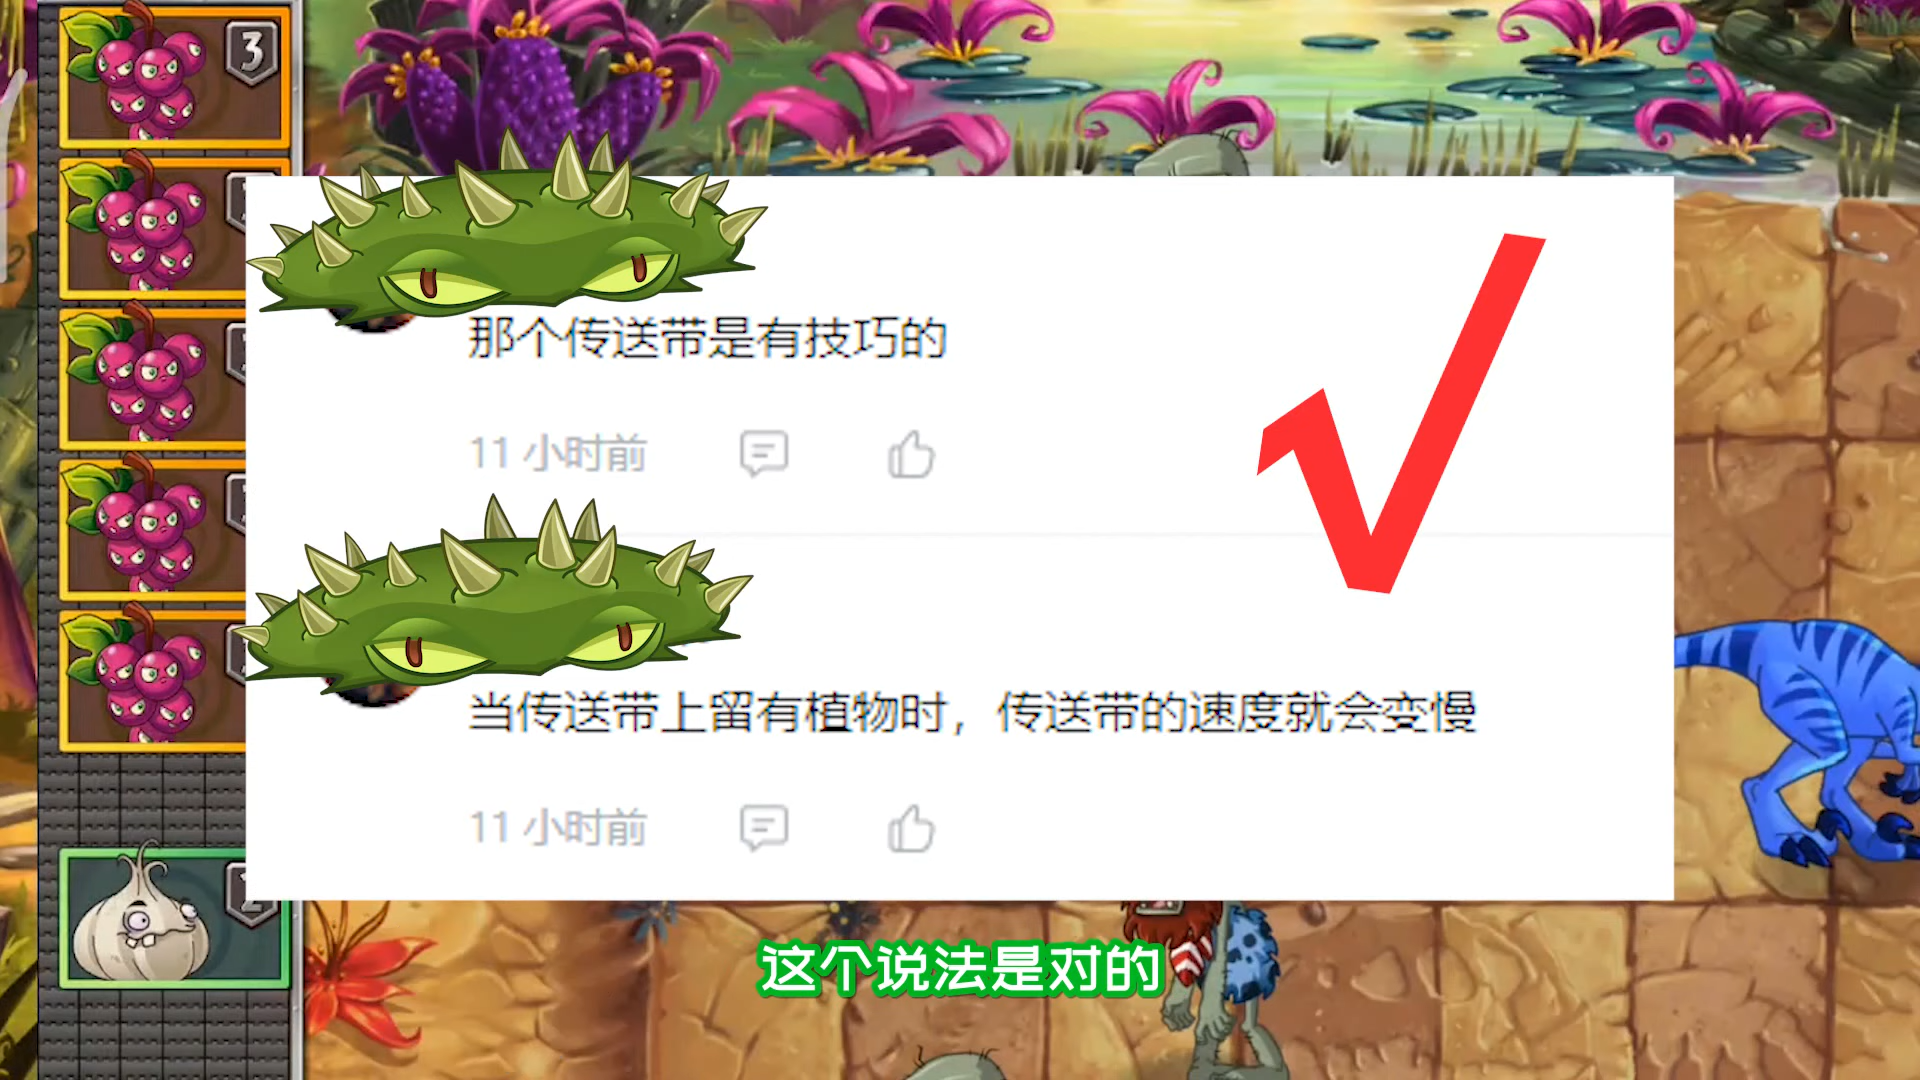 3
那个传送带是有技巧的
11 小时前
当传送带上留有植物时，传送带的速度就会变慢
11 小时前
这个说法是对的